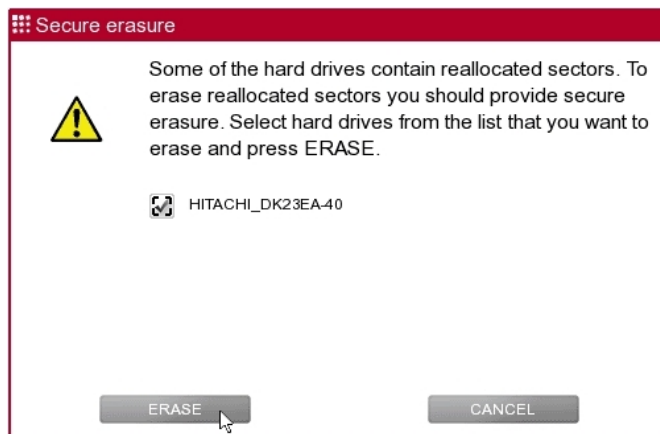 Secure erasure
Some of the hard drives contain reallocated sectors. To
erase reallocated sectors you should provide secure
erasure. Select hard drives from the list that you want to
erase and press ERASE.
HITACHI_DK23EA-40
ERASE
CANCEL